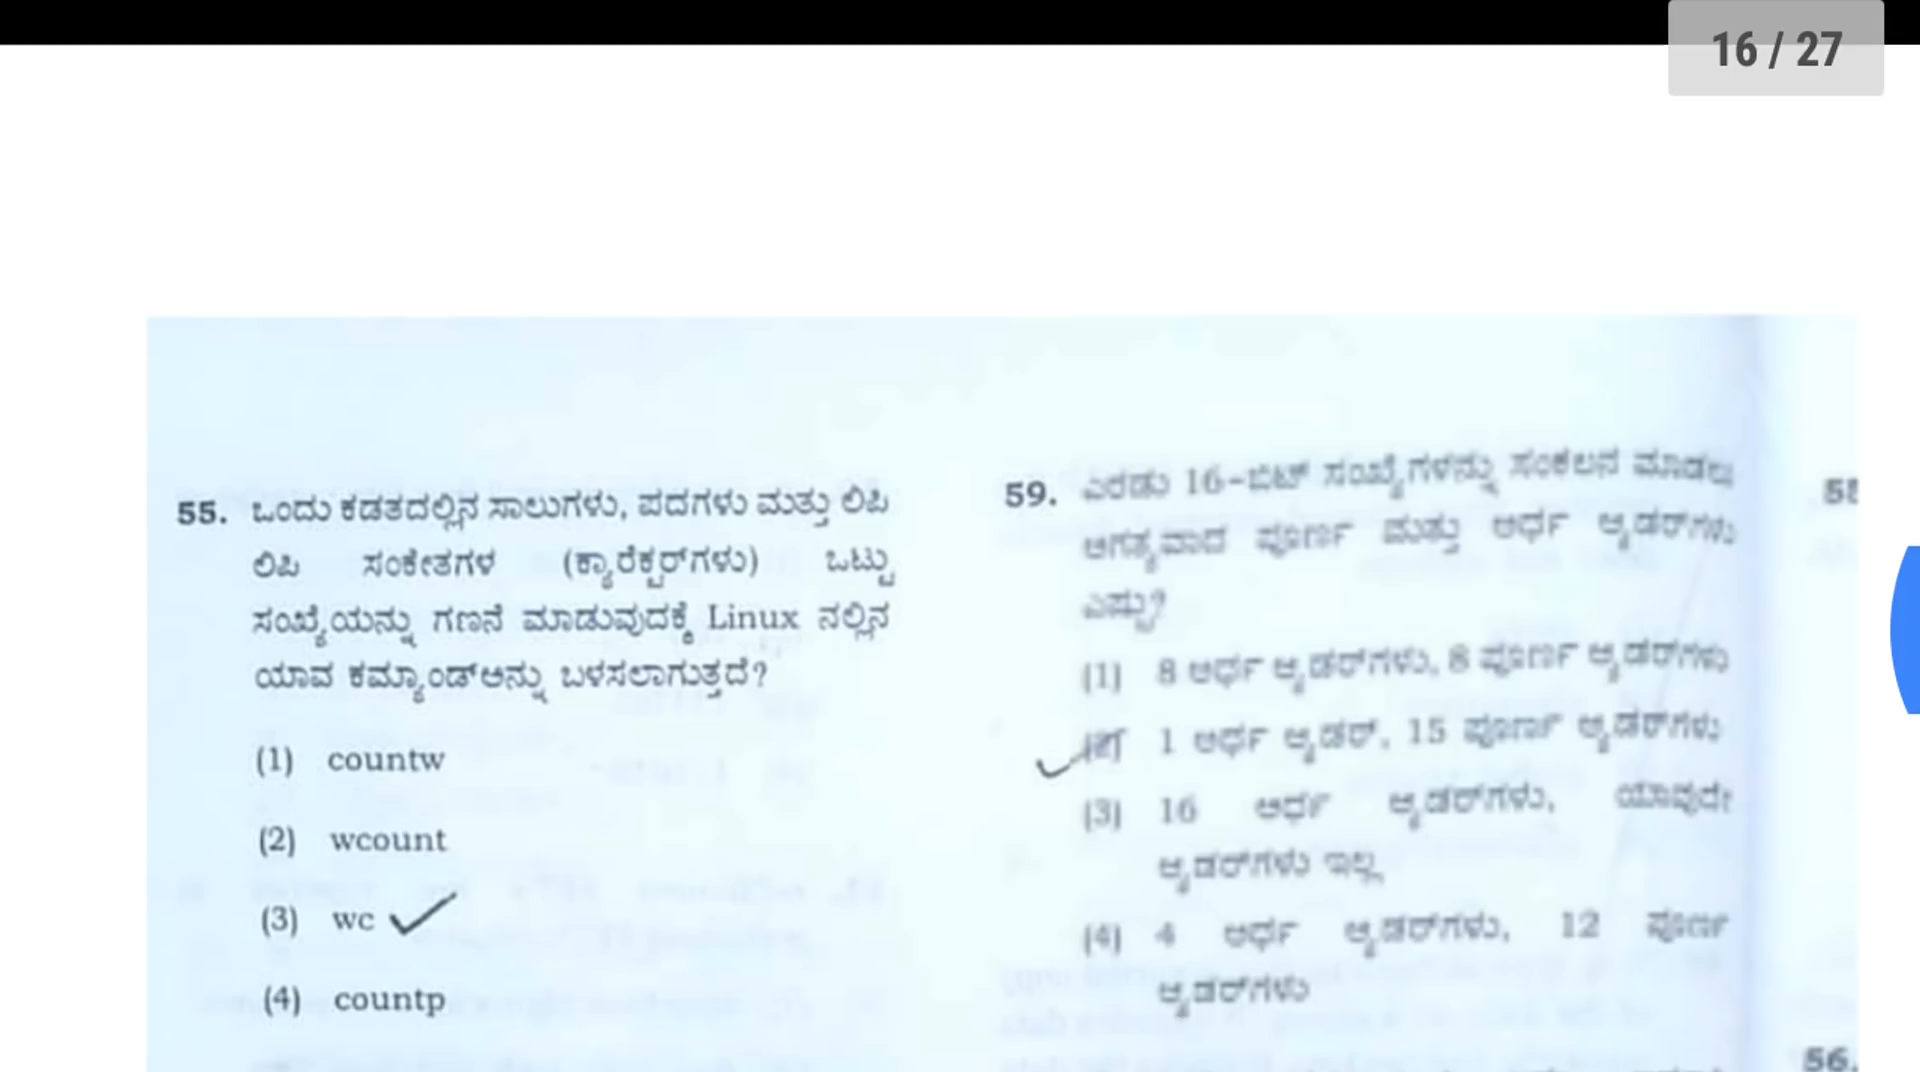 16 / 27
55. ಒಂದು ಕಡತದಲ್ಲಿನ ಸಾಲುಗಳು, ಪದಗಳು ಮತ್ತು ಲಿಪಿ
ಲಿಪಿ ಸಂಕೇತಗಳ (ಕ್ಯಾರೆಕ್ಟರ್‌ಗಳು) ಒಟ್ಟು
ಸಂಖ್ಯೆಯನ್ನು ಗಣನೆ ಮಾಡುವುದಕ್ಕೆ Linux ನಲ್ಲಿನ
ಯಾವ ಕಮ್ಯಾಂಡ್‌ಅನ್ನು ಬಳಸಲಾಗುತ್ತದೆ?
(1) countw
(2) wcount
(3) wc
(4) countp
59. ಎರಡು 16-ಬಿಟ್ ಸಂಖ್ಯೆಗಳನ್ನು ಸಂಕಲನ ಮಾಡಲು
ಅಗತ್ಯವಾದ ಪೂರ್ಣ ಮತ್ತು ಅರ್ಧ ಆ್ಯಡರ್‌ಗಳು
ಎಷ್ಟು?
(1) 8 ಅರ್ಧ ಆ್ಯಡರ್‌ಗಳು, 8 ಪೂರ್ಣ ಆ್ಯಡರ್‌ಗಳು
(2) 1 ಅರ್ಧ ಆ್ಯಡರ್, 15 ಪೂರ್ಣ ಆ್ಯಡರ್‌ಗಳು
(3) 16 ಅರ್ಧ ಆ್ಯಡರ್‌ಗಳು, ಯಾವುದೇ
ಆ್ಯಡರ್‌ಗಳು ಇಲ್ಲ
(4) 4 ಅರ್ಧ ಆ್ಯಡರ್‌ಗಳು, 12 ಪೂರ್ಣ
ಆ್ಯಡರ್‌ಗಳು
56.